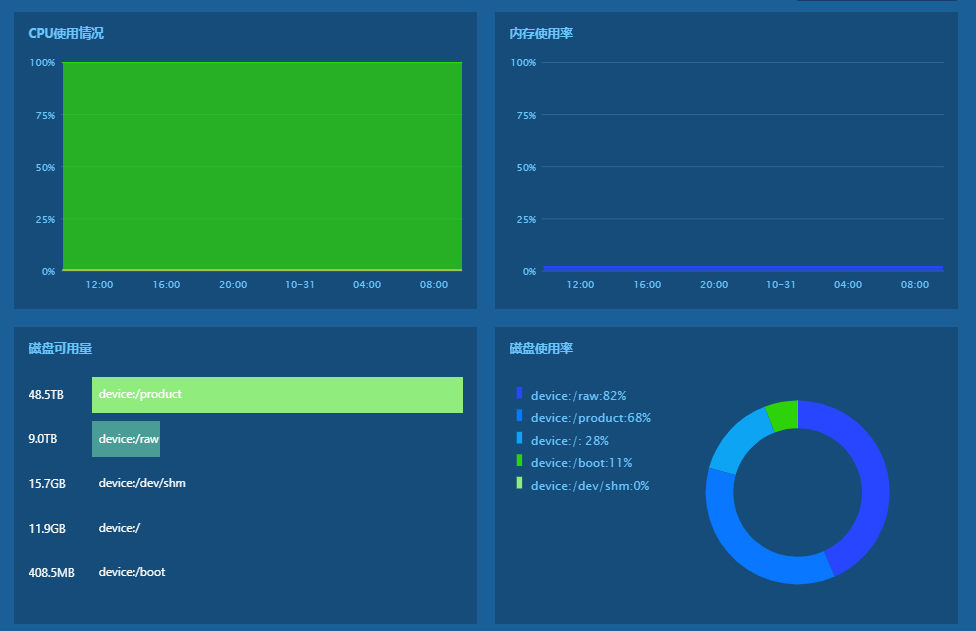 CPU使用情况
100%
75%
50%
25%
0%
12:00 16:00 20:00 10-31 04:00 08:00
内存使用率
100%
75%
50%
25%
0%
12:00 16:00 20:00 10-31 04:00 08:00
磁盘可用量
48.5TB device:/product
9.0TB device:/raw
15.7GB device:/dev/shm
11.9GB device:/
408.5MB device:/boot
磁盘使用率
device:/raw:82%
device:/product:68%
device:/: 28%
device:/boot:11%
device:/dev/shm:0%